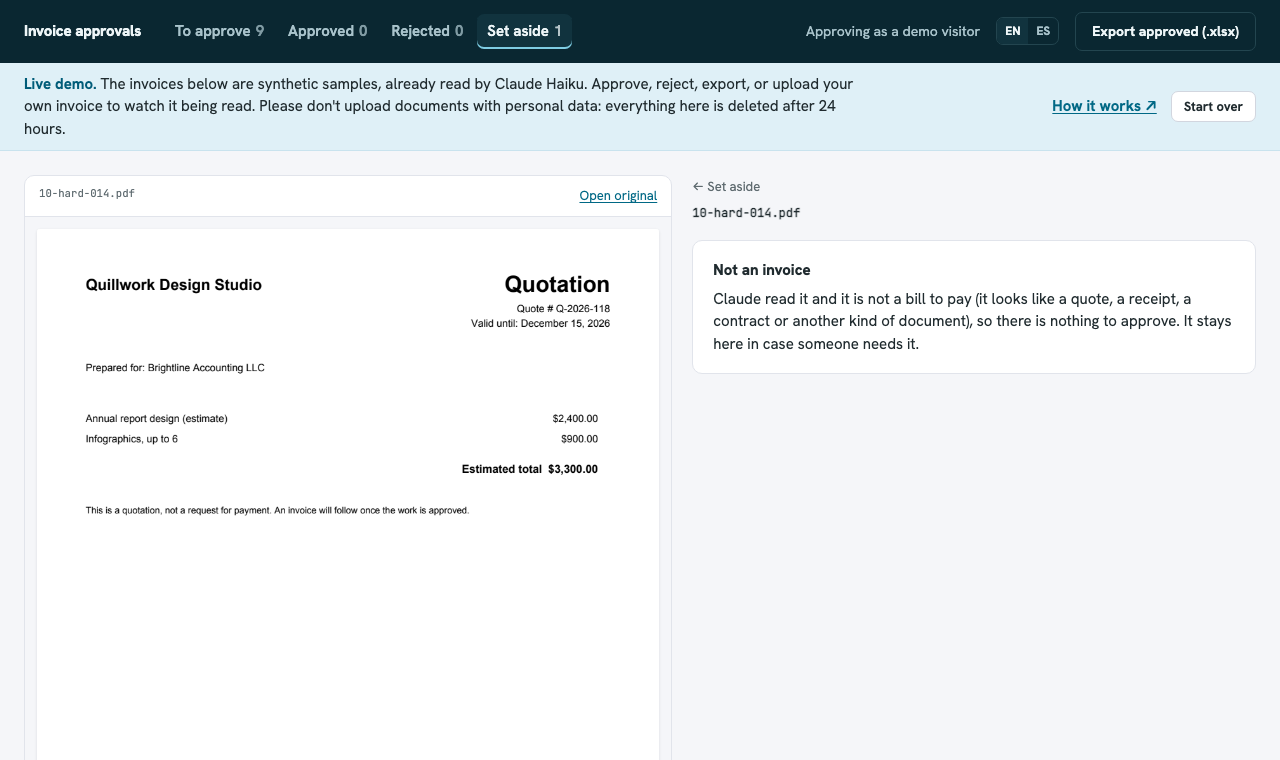 Invoice approvals
To approve 9
Approved 0
Rejected 0
Set aside 1
Approving as a demo visitor
EN
ES
Export approved (.xlsx)
Live demo. The invoices below are synthetic samples, already read by Claude Haiku. Approve, reject, export, or upload your
own invoice to watch it being read. Please don't upload documents with personal data: everything here is deleted after 24
hours.
How it works ↗
Start over
10-hard-014.pdf
Open original
Quillwork Design Studio
Quotation
Quote # Q-2026-118
Valid until: December 15, 2026
Prepared for: Brightline Accounting LLC
Annual report design (estimate) $2,400.00
Infographics, up to 6 $900.00
Estimated total $3,300.00
This is a quotation, not a request for payment. An invoice will follow once the work is approved.
← Set aside
10-hard-014.pdf
Not an invoice
Claude read it and it is not a bill to pay (it looks like a quote, a receipt, a
contract or another kind of document), so there is nothing to approve. It stays
here in case someone needs it.